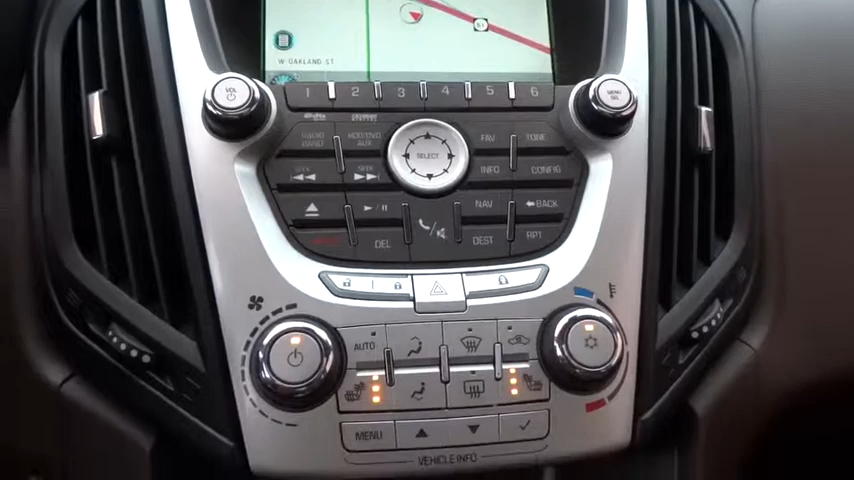 51
W OAKLAND ST
1 2 3 4 5 6
VOL
MENU
SEL
RADIO
BAND
HDD/DVD
AUX
SELECT
FAV
TONE
SEEK
SEEK
INFO
CONFIG
NAV
BACK
DEL
DEST
RPT
AUTO
MENU
VEHICLE INFO